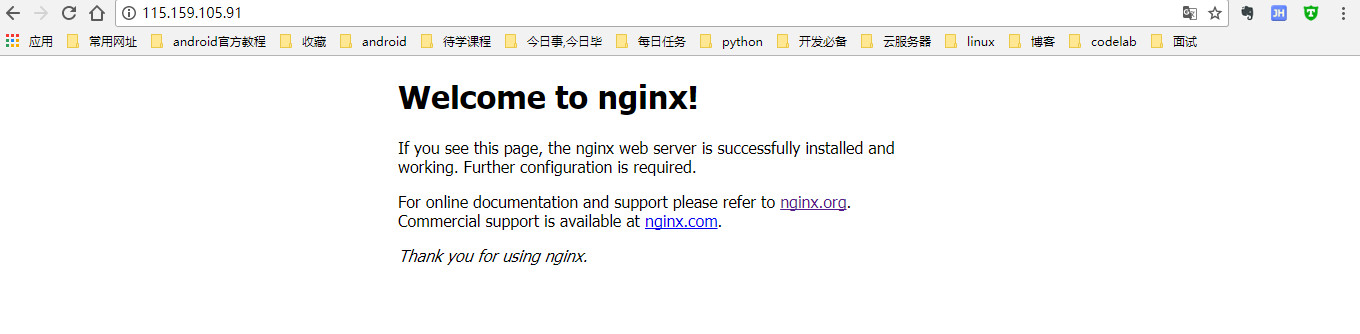 115.159.105.91
应用 常用网址 android官方教程 收藏 android 待学课程 今日事,今日毕 每日任务 python 开发必备 云服务器 linux 博客 codelab 面试
Welcome to nginx!
If you see this page, the nginx web server is successfully installed and
working. Further configuration is required.
For online documentation and support please refer to nginx.org.
Commercial support is available at nginx.com.
Thank you for using nginx.